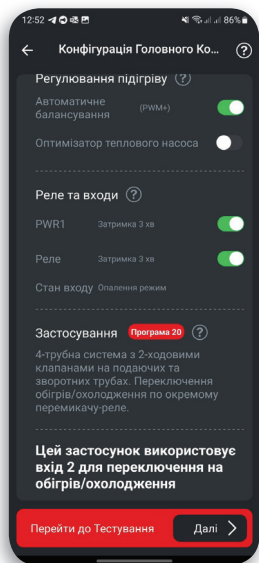 12:52 86%
Конфігурація Головного Ко...
Регулювання підігріву
Автоматичне (PWM+)
балансування
Оптимізатор теплового насоса
Реле та входи
PWR1 Затримка 3 хв
Реле Затримка 3 хв
Стан входу Опалення режим
Застосування Програма 20
4-трубна система з 2-ходовими
клапанами на подаючих та
зворотних трубах. Переключення
обігріву/охолодження по окремому
перемикачу-реле.
Цей застосунок використовує
вхід 2 для переключення на
обігрів/охолодження
Перейти до Тестування Далі